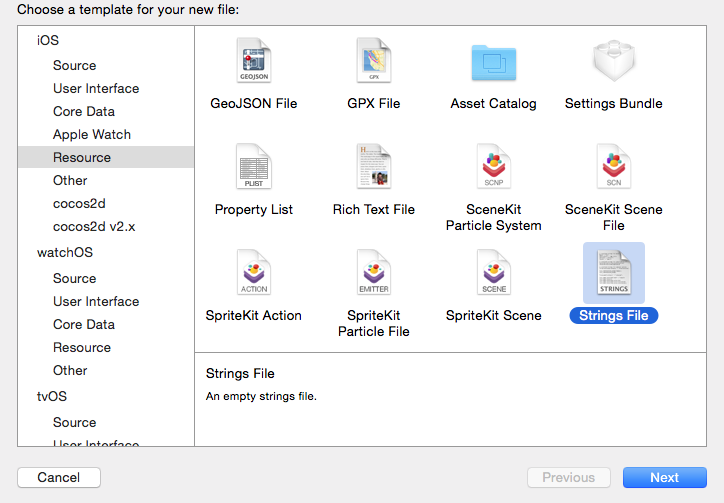 Choose a template for your new file:
iOS
Source
User Interface
Core Data
Apple Watch
Resource
Other
cocos2d
cocos2d v2.x
watchOS
Source
User Interface
Core Data
Resource
Other
tvOS
Source
User Interface
GEOJSON
GPX
GeoJSON File
GPX File
Asset Catalog
Settings Bundle
PLIST
SCNP
SCN
Property List
Rich Text File
SceneKit
Particle System
SceneKit Scene
File
ACTION
EMITTER
SCENE
STRINGS
SpriteKit Action
SpriteKit
Particle File
SpriteKit Scene
Strings File
Strings File
An empty strings file.
Cancel
Previous
Next